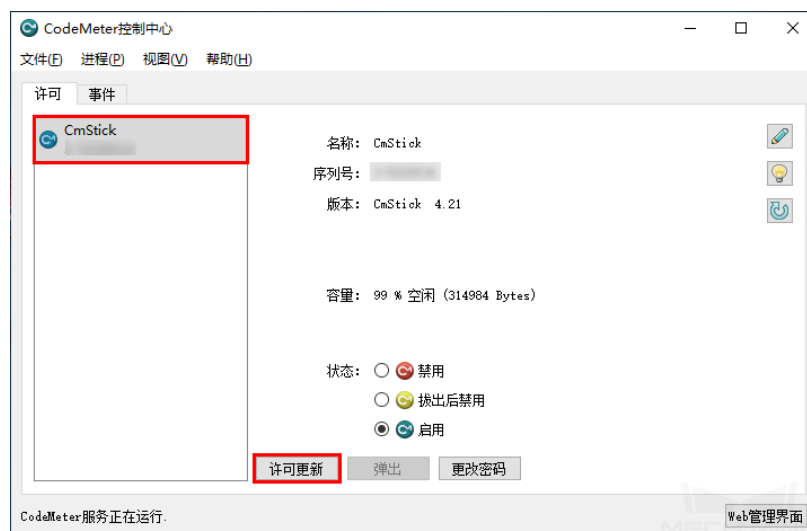 CodeMeter控制中心
文件(F) 进程(P) 视图(V) 帮助(H)
许可 事件
CmStick
名称: CmStick
序列号:
版本: CmStick 4.21
容量: 99 % 空闲 (314984 Bytes)
状态: 禁用
拔出后禁用
启用
许可更新 弹出 更改密码
CodeMeter服务正在运行. Web管理界面